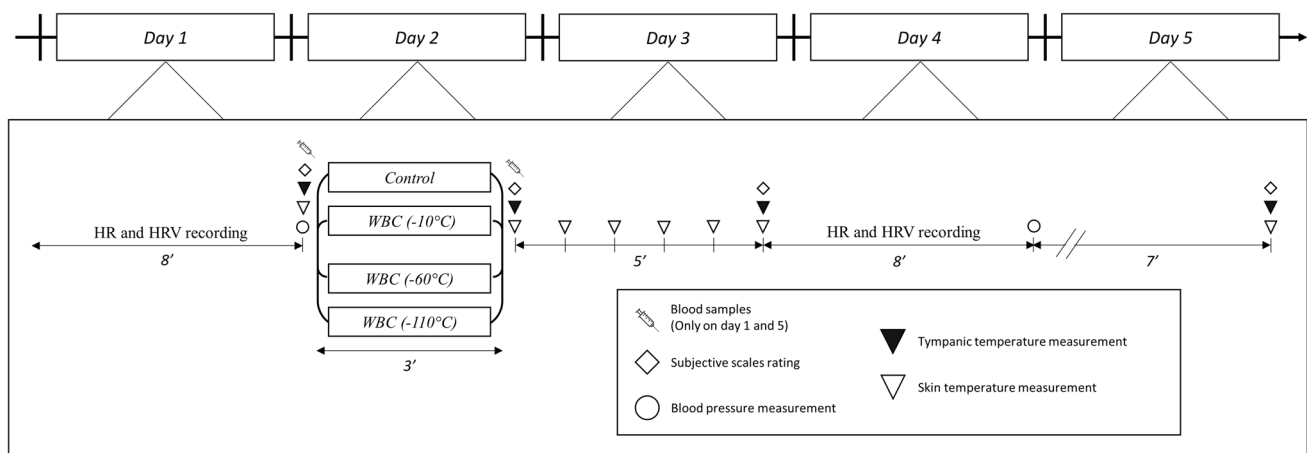 Day 1
Day 2
Day 3
Day 4
Day 5
Control
WBC (-10°C)
WBC (-60°C)
WBC (-110°C)
3’
HR and HRV recording
8’
5’
HR and HRV recording
8’
7’
Blood samples
(Only on day 1 and 5)
Subjective scales rating
Blood pressure measurement
Tympanic temperature measurement
Skin temperature measurement